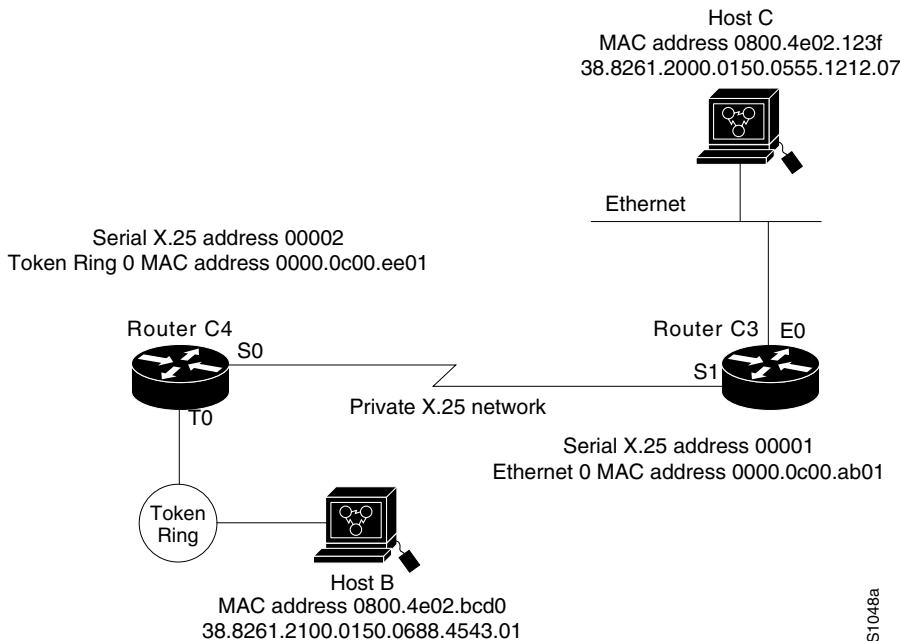 Host C
MAC address 0800.4e02.123f
38.8261.2000.0150.0555.1212.07
Ethernet
Serial X.25 address 00002
Token Ring 0 MAC address 0000.0c00.ee01
Router C4
S0
T0
Router C3
E0
S1
Private X.25 network
Serial X.25 address 00001
Ethernet 0 MAC address 0000.0c00.ab01
Token
Ring
Host B
MAC address 0800.4e02.bcd0
38.8261.2100.0150.0688.4543.01
S1048a